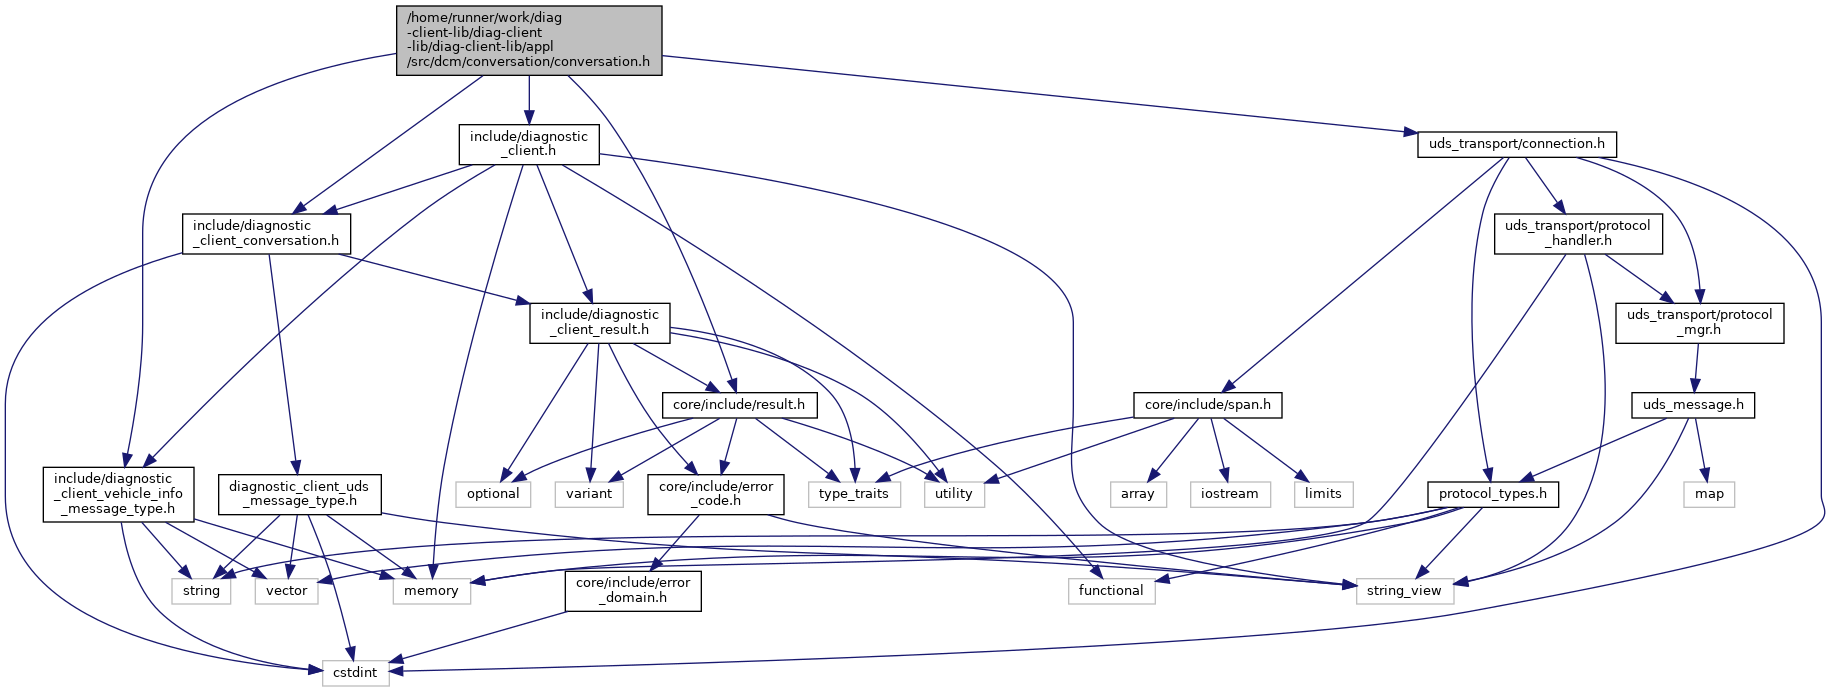 /home/runner/work/diag
-client-lib/diag-client
-lib/diag-client-lib/appl
/src/dcm/conversation/conversation.h
include/diagnostic
_client.h
uds_transport/connection.h
include/diagnostic
_client_conversation.h
uds_transport/protocol
_handler.h
include/diagnostic
_client_result.h
uds_transport/protocol
_mgr.h
core/include/result.h
core/include/span.h
uds_message.h
include/diagnostic
_client_vehicle_info
_message_type.h
diagnostic_client_uds
_message_type.h
optional
variant
core/include/error
_code.h
type_traits
utility
array
iostream
limits
protocol_types.h
map
string
vector
memory
core/include/error
_domain.h
functional
string_view
cstdint